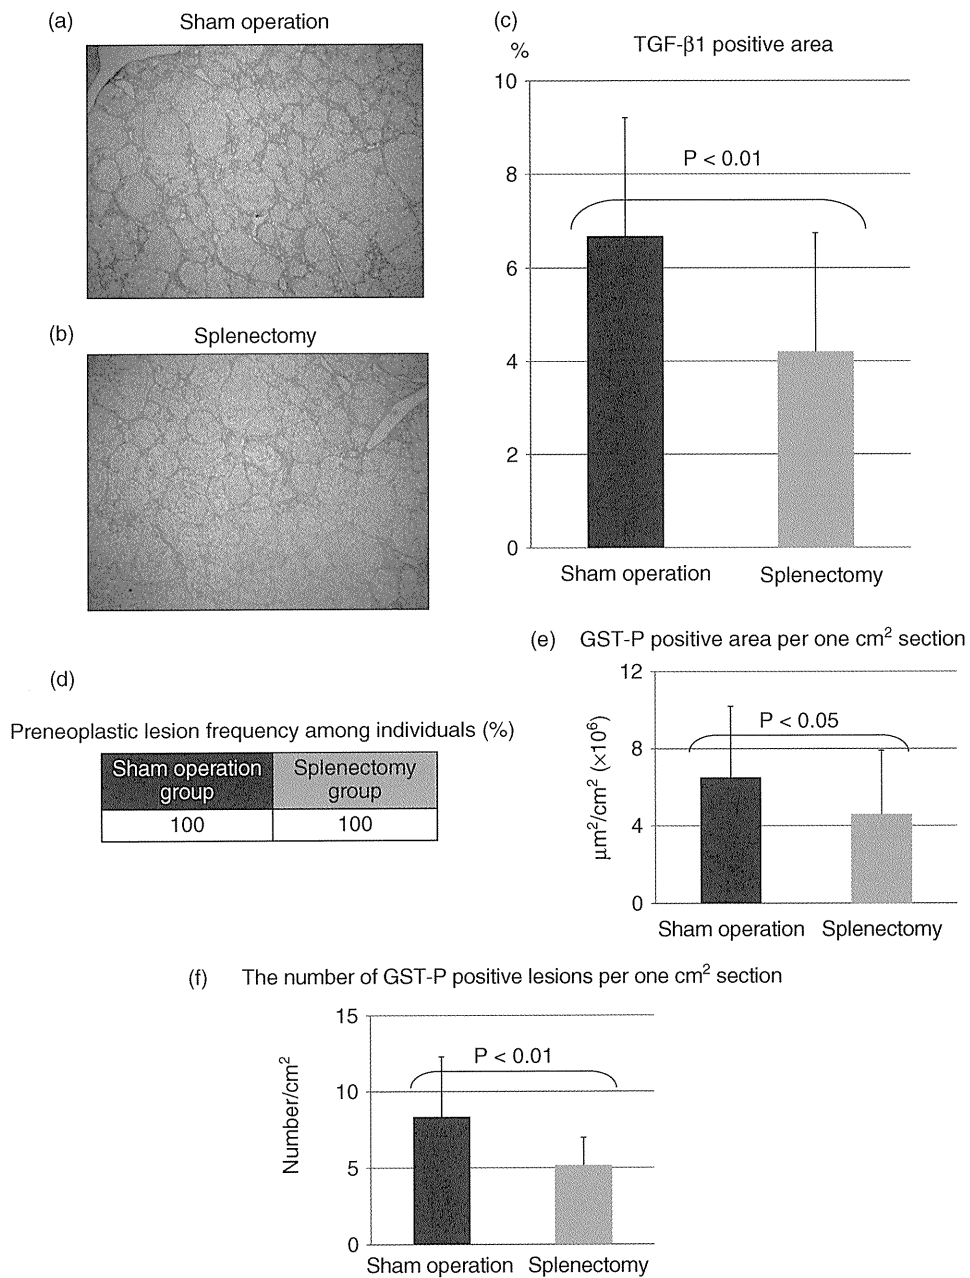 (a)
Sham operation
(b)
Splenectomy
(c)
TGF-β1 positive area
%
10
8
6
4
2
0
P < 0.01
Sham operation
Splenectomy
(d)
Preneoplastic lesion frequency among individuals (%)
Sham operation group
Splenectomy group
100
100
(e)
GST-P positive area per one cm² section
μm²/cm² (×10⁶)
12
8
4
0
P < 0.05
Sham operation
Splenectomy
(f)
The number of GST-P positive lesions per one cm² section
Number/cm²
15
10
5
0
P < 0.01
Sham operation
Splenectomy